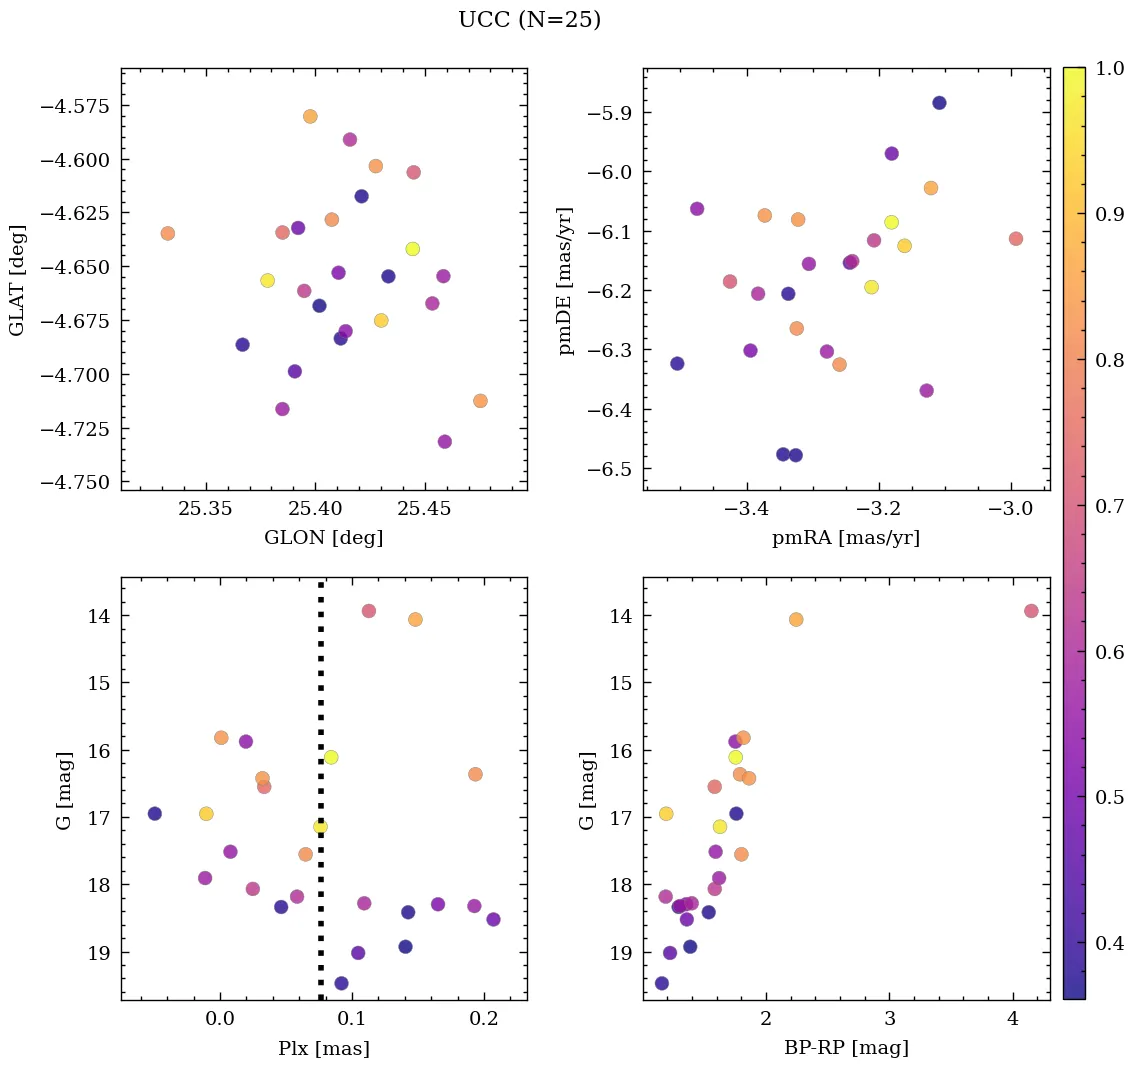 UCC (N=25)
−4.575
−4.600
−4.625
−4.650
−4.675
−4.700
−4.725
−4.750
GLAT [deg]
25.35 25.40 25.45
GLON [deg]
−5.9
−6.0
−6.1
−6.2
−6.3
−6.4
−6.5
pmDE [mas/yr]
−3.4 −3.2 −3.0
pmRA [mas/yr]
14
15
16
17
18
19
G [mag]
0.0 0.1 0.2
Plx [mas]
14
15
16
17
18
19
G [mag]
2 3 4
BP-RP [mag]
1.0
0.9
0.8
0.7
0.6
0.5
0.4